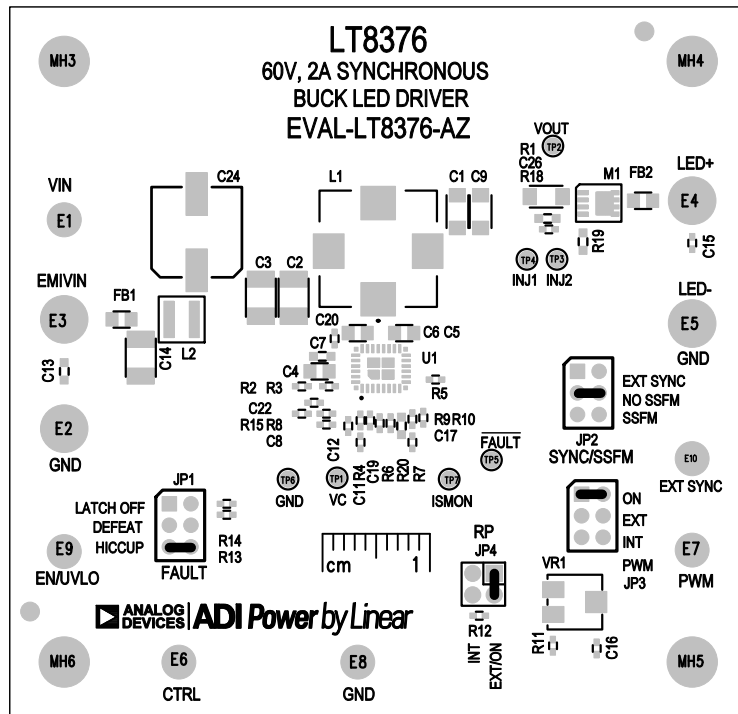 LT8376
60V, 2A SYNCHRONOUS
BUCK LED DRIVER
EVAL-LT8376-AZ
MH3
MH4
VOUT
TP2
R1
C26
R18
M1
FB2
LED+
VIN
C24
L1
C1 C9
E1
E4
R19
C15
TP4
TP3
INJ1
INJ2
EMIVIN
C3
C2
LED-
FB1
E3
E5
C20
C6 C5
GND
C14
L2
C7
U1
C13
C4
R2 R3
R5
EXT SYNC
NO SSFM
SSFM
C22
R15 R8
C8
R9 R10
C17
E2
C12
C11
R4
C19
R6
R20
R7
FAULT
TP5
JP2
SYNC/SSFM
E10
EXT SYNC
GND
JP1
TP6
TP1
TP7
GND
VC
ISMON
LATCH OFF
DEFEAT
HICCUP
ON
EXT
INT
R14
R13
RP
JP4
E9
EN/UVLO
FAULT
cm
1
VR1
PWM
JP3
E7
PWM
ANALOG
DEVICES
ADI Power by Linear
R12
INT
EXT/ON
R11
C16
MH6
E6
E8
MH5
CTRL
GND